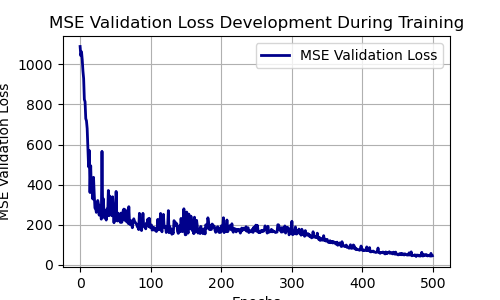 MSE Validation Loss Development During Training
MSE Validation Loss
MSE Validation Loss
1000
800
600
400
200
0
0 100 200 300 400 500
Epochs